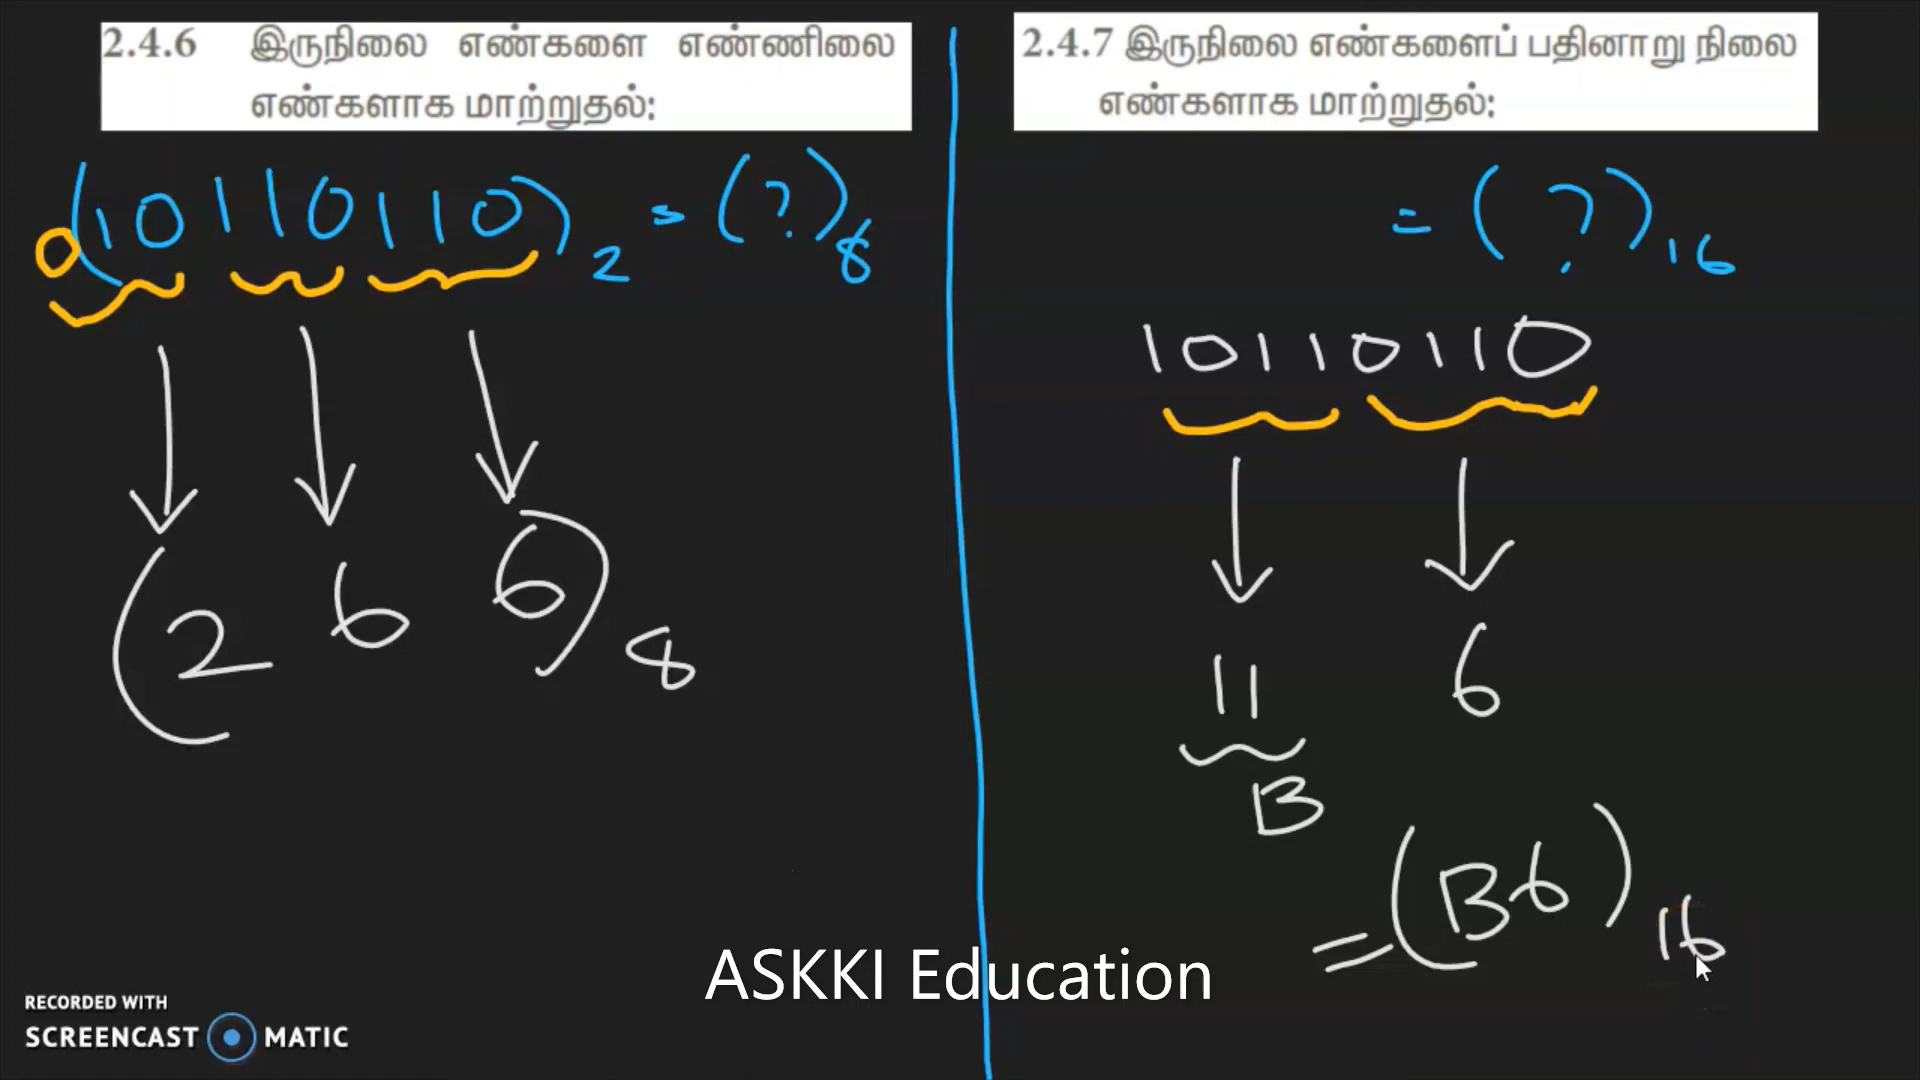 2.4.6 இருநிலை எண்களை எண்ணிலை
எண்களாக மாற்றுதல்:
0(10110110)2 = (?)8
(2 6 6)8
2.4.7 இருநிலை எண்களைப் பதினாறு நிலை
எண்களாக மாற்றுதல்:
= (?)16
10110110
11 6
B
= (B6)16
ASKKI Education
RECORDED WITH
SCREENCAST MATIC